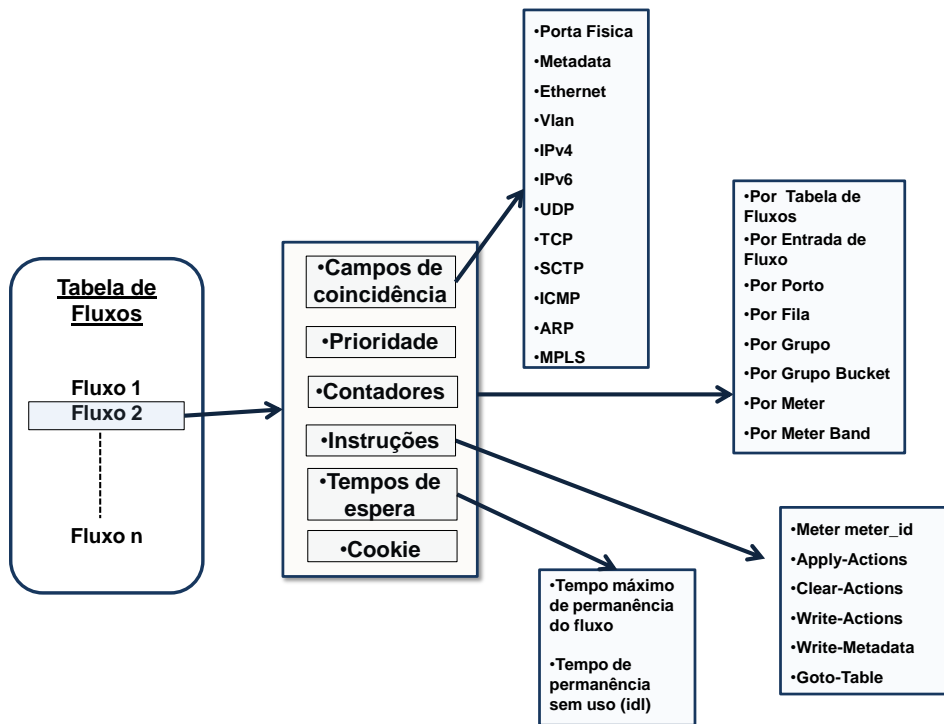 Tabela de
Fluxos
Fluxo 1
Fluxo 2
Fluxo n
•Campos de
coincidência
•Prioridade
•Contadores
•Instruções
•Tempos de
espera
•Cookie
•Porta Fisica
•Metadata
•Ethernet
•Vlan
•IPv4
•IPv6
•UDP
•TCP
•SCTP
•ICMP
•ARP
•MPLS
•Por Tabela de
Fluxos
•Por Entrada de
Fluxo
•Por Porto
•Por Fila
•Por Grupo
•Por Grupo Bucket
•Por Meter
•Por Meter Band
•Meter meter_id
•Apply-Actions
•Clear-Actions
•Write-Actions
•Write-Metadata
•Goto-Table
•Tempo máximo
de permanência
do fluxo
•Tempo de
permanência
sem uso (idl)